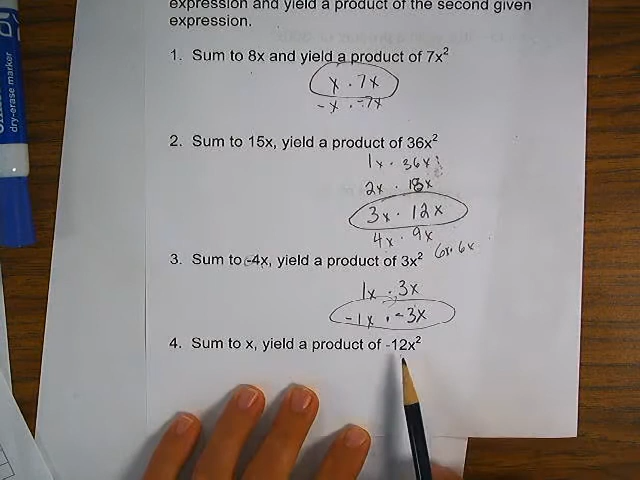 expression and yield a product of the second given
expression.
1. Sum to 8x and yield a product of 7x²
x · 7x
-x · -7x
2. Sum to 15x, yield a product of 36x²
1x · 36x
2x · 18x
3x · 12x
4x · 9x
6x · 6x
3. Sum to -4x, yield a product of 3x²
1x · 3x
-1x · -3x
4. Sum to x, yield a product of -12x²
dry-erase marker